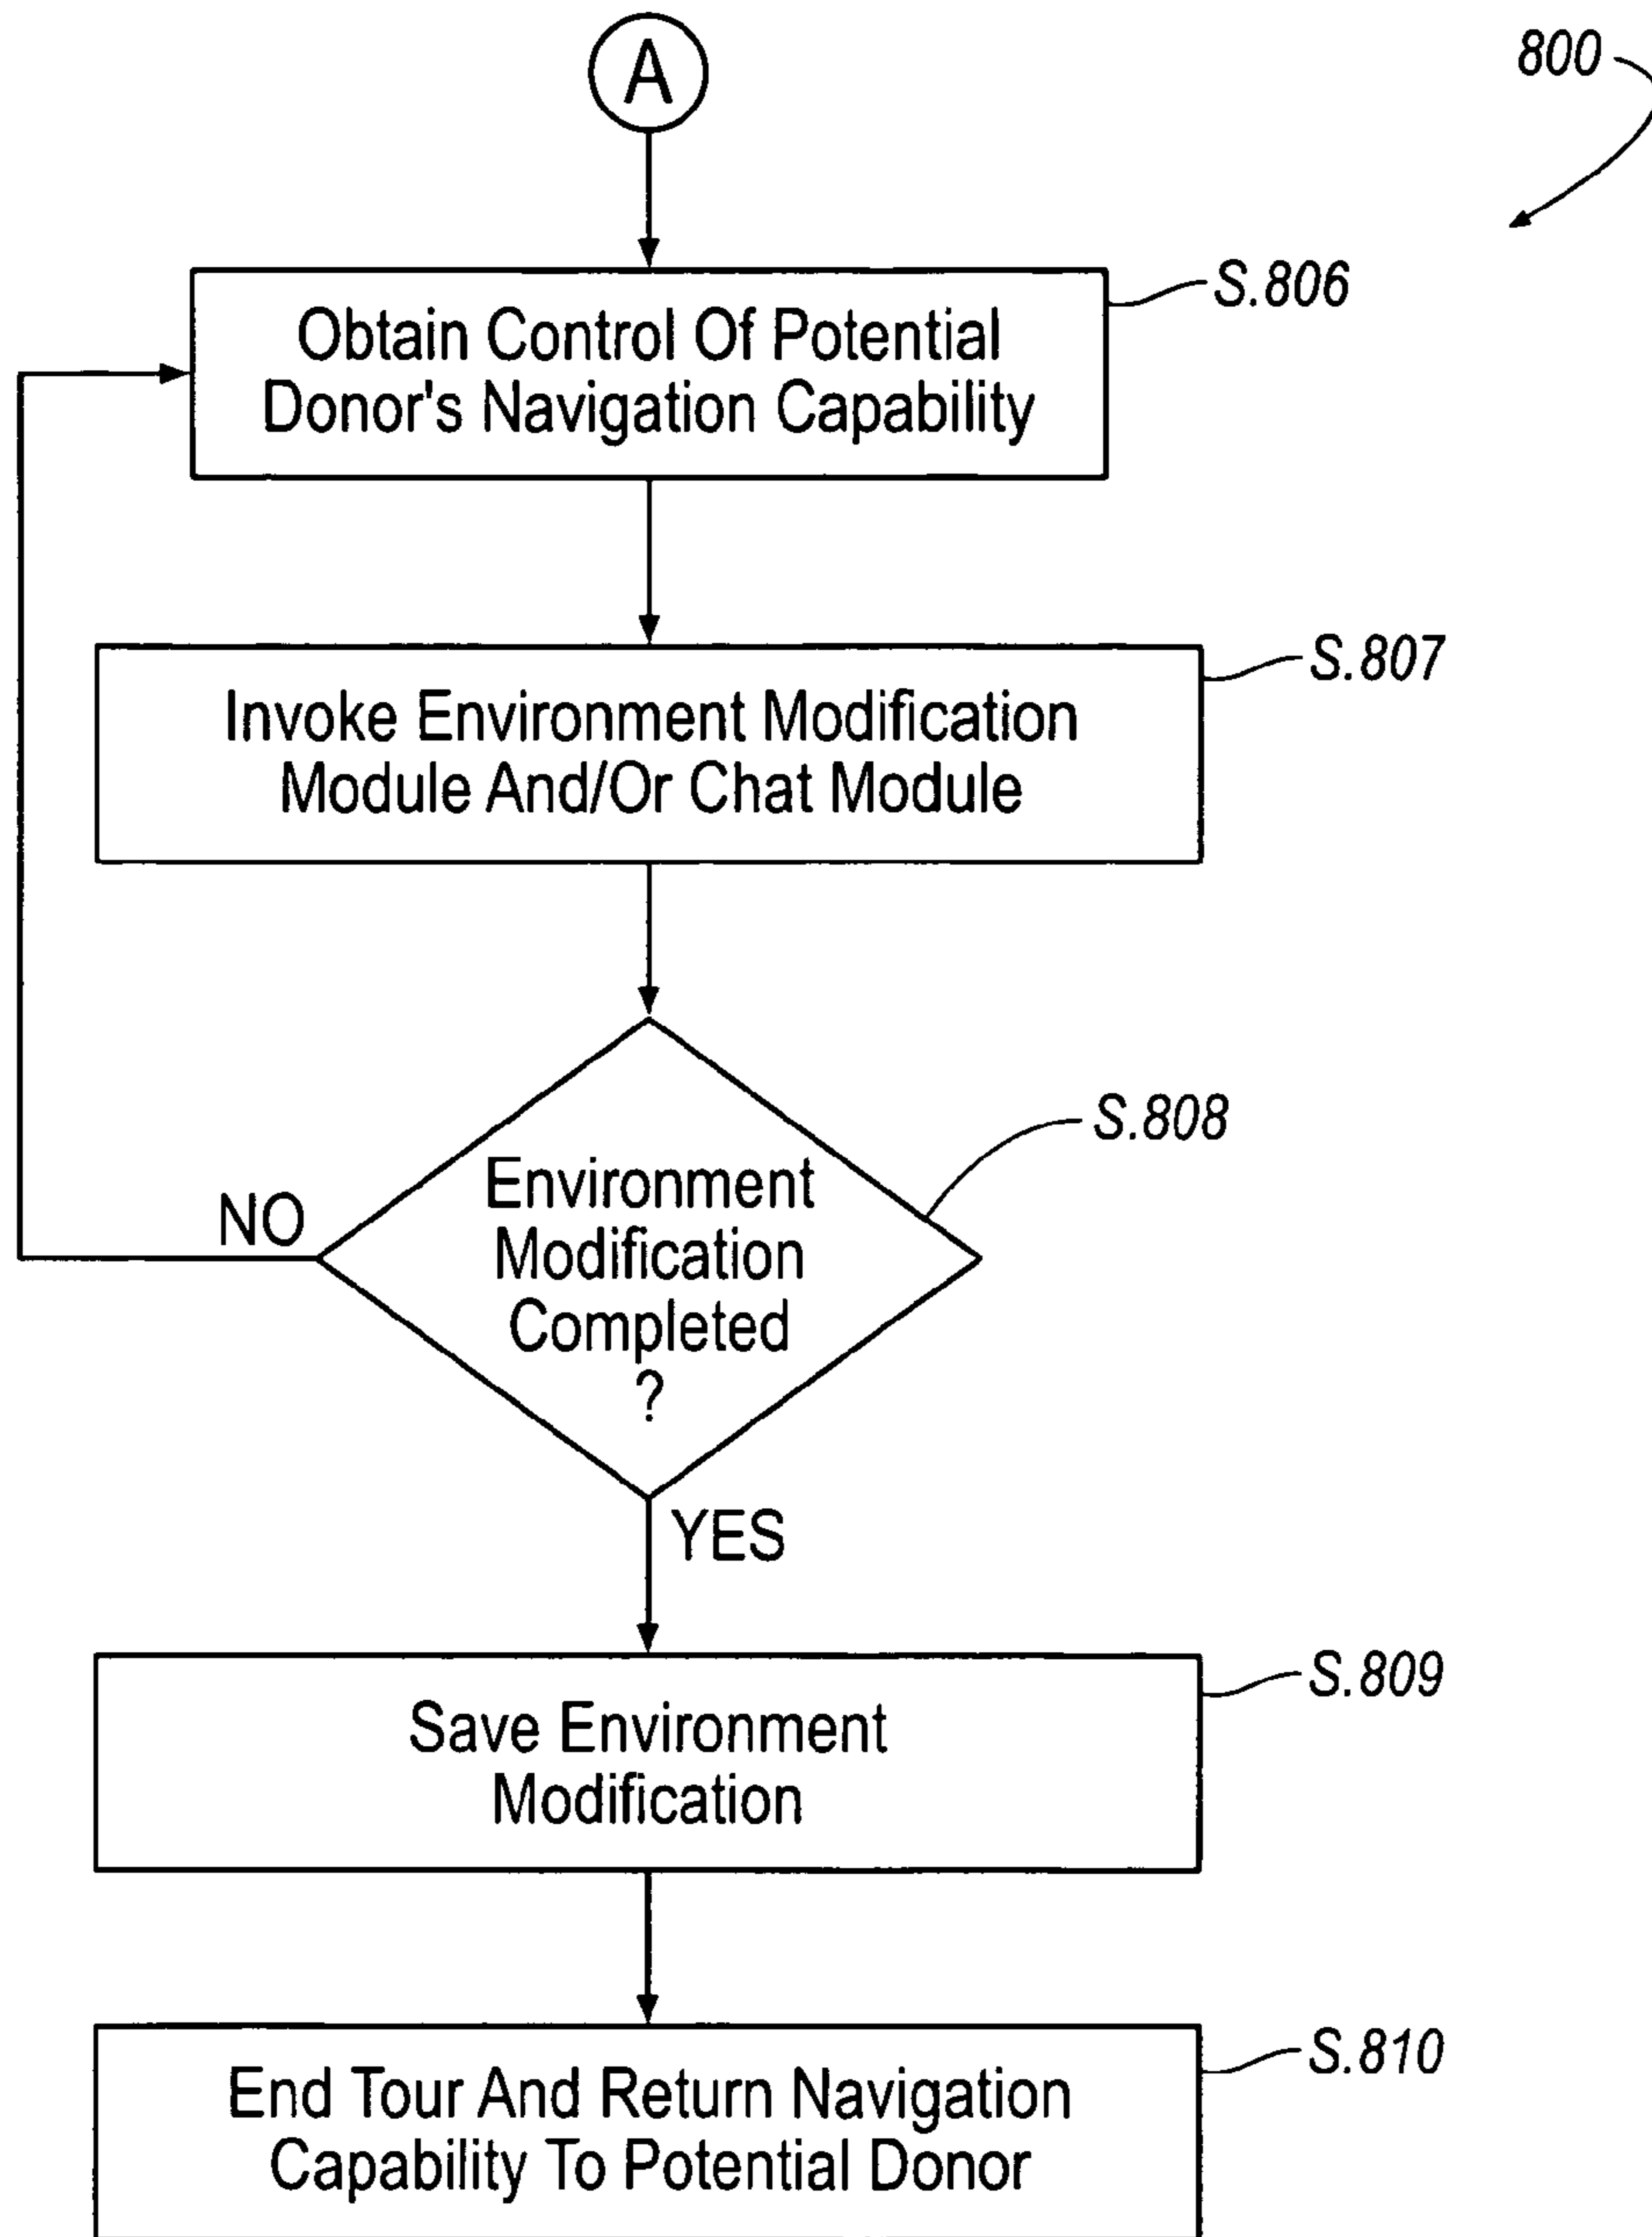 A
800
S.806
Obtain Control Of Potential
Donor's Navigation Capability
S.807
Invoke Environment Modification
Module And/Or Chat Module
S.808
Environment
Modification
Completed
?
NO
YES
S.809
Save Environment
Modification
S.810
End Tour And Return Navigation
Capability To Potential Donor